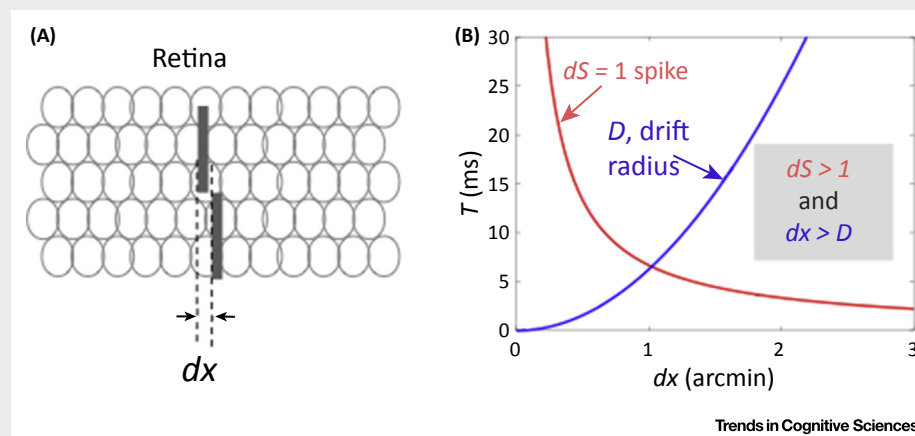 (A)
Retina
dx
(B)
T (ms)
30
25
20
15
10
5
0
dS = 1 spike
D, drift
radius
dS > 1
and
dx > D
0 1 2 3
dx (arcmin)
Trends in Cognitive Sciences